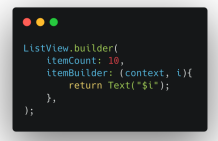 ListView.builder(
    itemCount: 10,
    itemBuilder: (context, i){
        return Text("$i");
    },
);